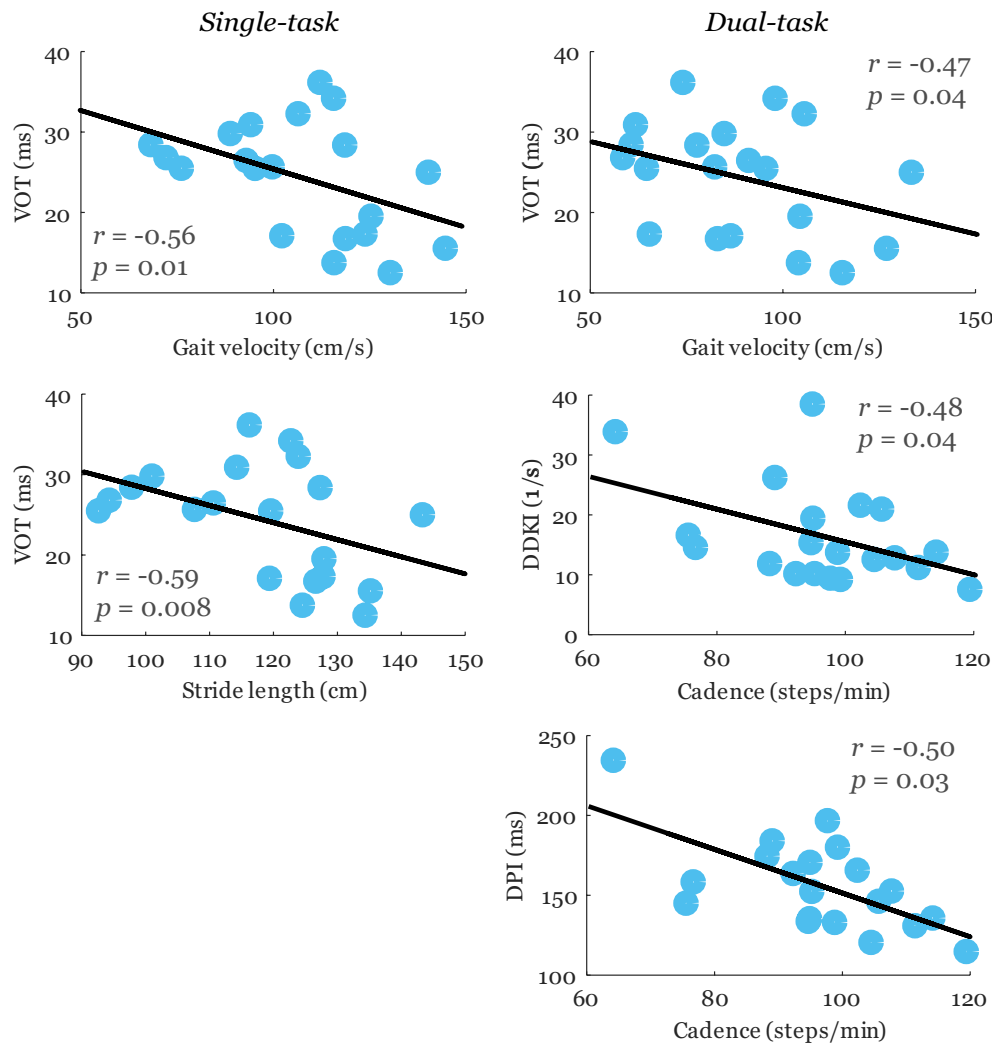 Single-task
Dual-task
40
30
20
10
VOT (ms)
r = -0.56
p = 0.01
50
100
150
Gait velocity (cm/s)
40
30
20
10
VOT (ms)
r = -0.47
p = 0.04
50
100
150
Gait velocity (cm/s)
40
30
20
10
VOT (ms)
r = -0.59
p = 0.008
90
100
110
120
130
140
150
Stride length (cm)
40
30
20
10
0
DDKI (1/s)
r = -0.48
p = 0.04
60
80
100
120
Cadence (steps/min)
250
200
150
100
DPI (ms)
r = -0.50
p = 0.03
60
80
100
120
Cadence (steps/min)